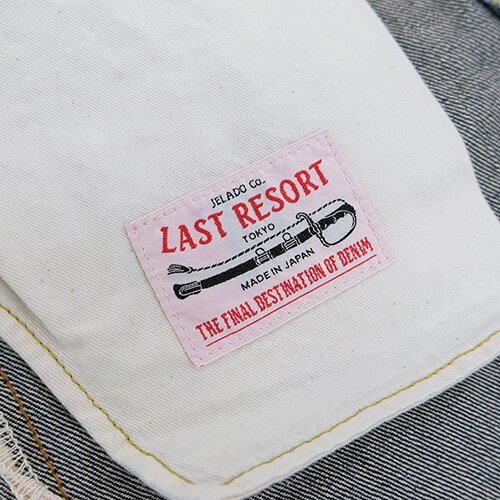 JELADO Co.
LAST RESORT
TOKYO
MADE IN JAPAN
THE FINAL DESTINATION OF DENIM